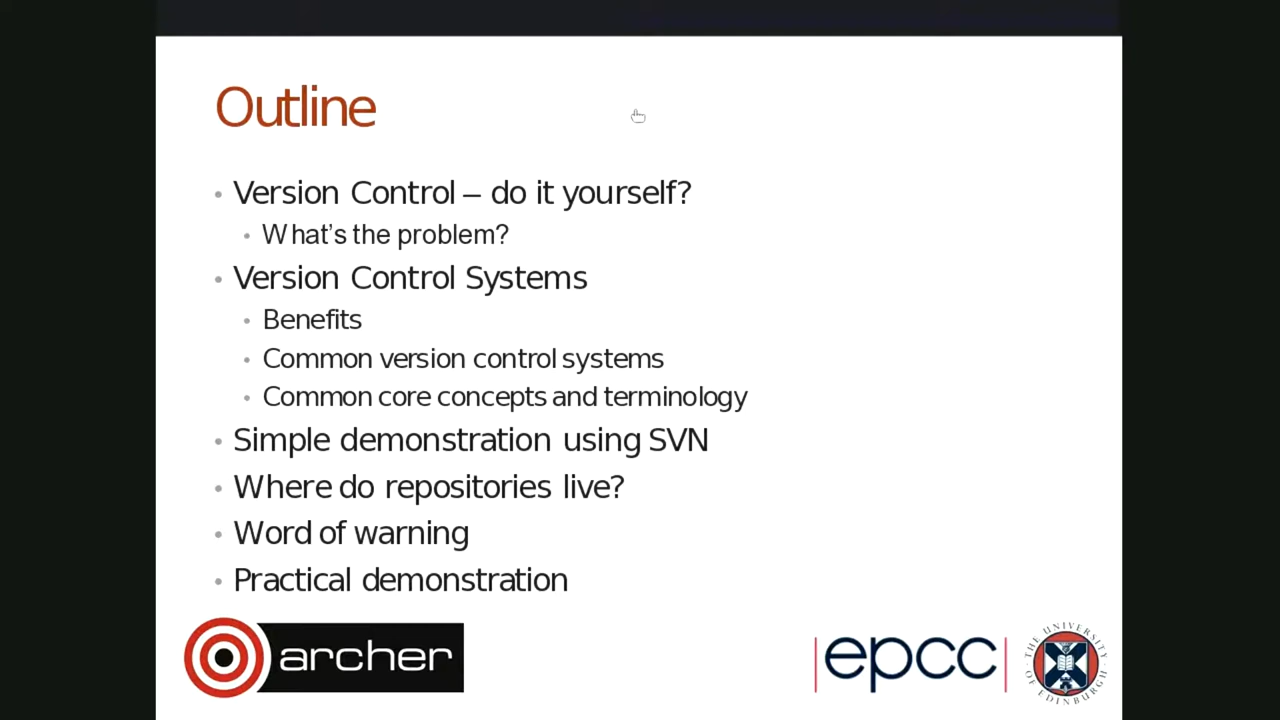 Outline
• Version Control – do it yourself?
• What's the problem?
• Version Control Systems
• Benefits
• Common version control systems
• Common core concepts and terminology
• Simple demonstration using SVN
• Where do repositories live?
• Word of warning
• Practical demonstration
archer
|epcc|
THE UNIVERSITY OF EDINBURGH